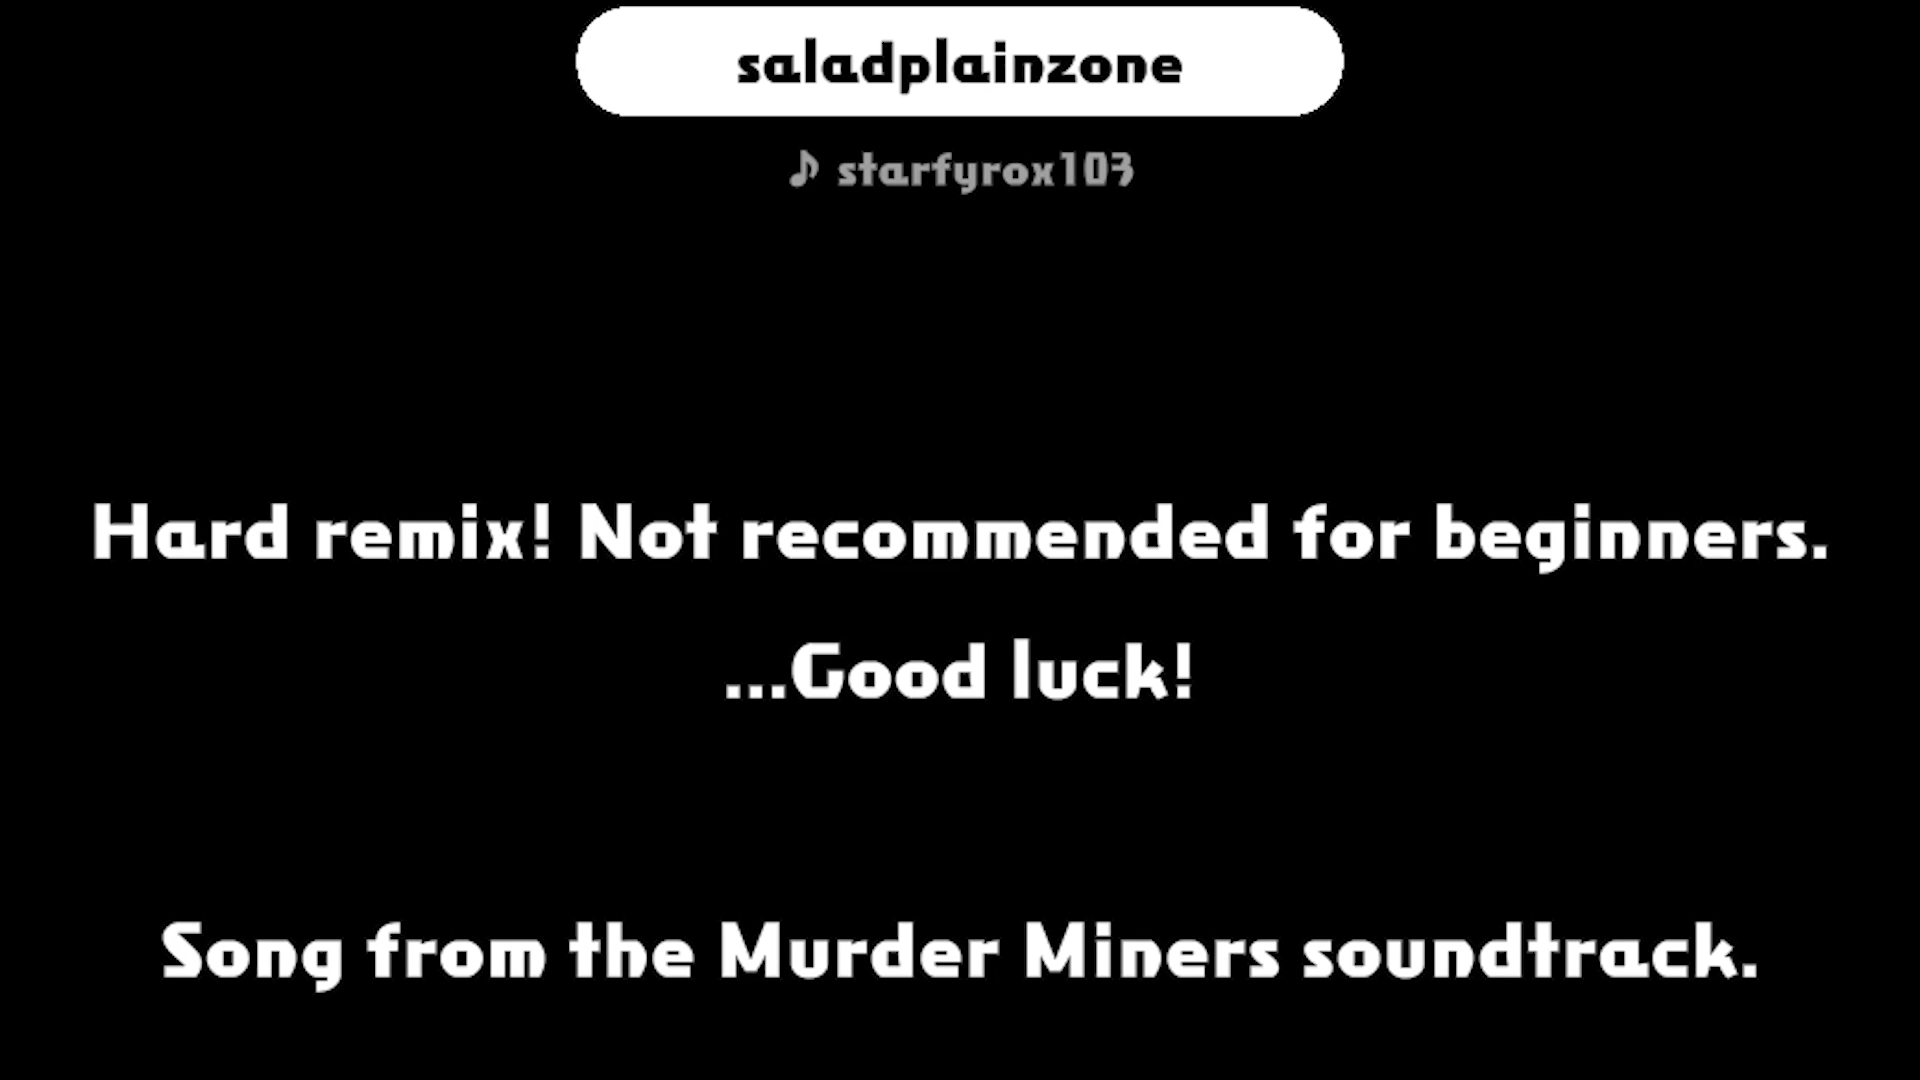 saladplainzone
♪ starfyrox103
Hard remix! Not recommended for beginners.
...Good luck!
Song from the Murder Miners soundtrack.